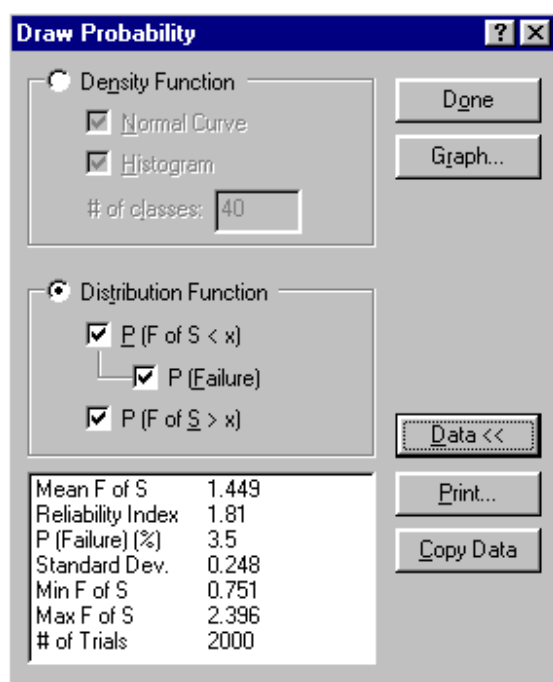 Draw Probability
Density Function
Normal Curve
Histogram
# of classes: 40
Done
Graph...
Distribution Function
P (F of S < x)
P (Failure)
P (F of S > x)
Data <<
Print...
Copy Data
Mean F of S 1.449
Reliability Index 1.81
P (Failure) (%) 3.5
Standard Dev. 0.248
Min F of S 0.751
Max F of S 2.396
# of Trials 2000